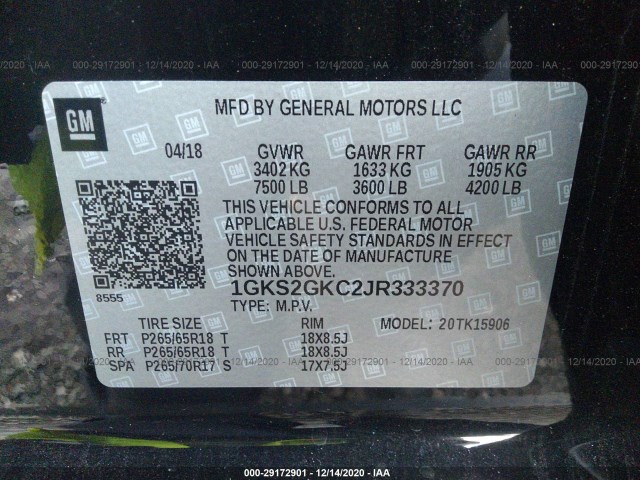 000-29172901 - 12/14/2020 - IAA
GM
MFD BY GENERAL MOTORS LLC
04/18 GVWR GAWR FRT GAWR RR
3402 KG 1633 KG 1905 KG
7500 LB 3600 LB 4200 LB
THIS VEHICLE CONFORMS TO ALL
APPLICABLE U.S. FEDERAL MOTOR
VEHICLE SAFETY STANDARDS IN EFFECT
ON THE DATE OF MANUFACTURE
SHOWN ABOVE.
8555 1GKS2GKC2JR333370
TYPE: M.P.V.
TIRE SIZE RIM MODEL: 20TK15906
FRT P265/65R18 T 18X8.5J
RR P265/65R18 T 18X8.5J
SPA P265/70R17 S 17X7.5J
000-29172901 - 12/14/2020 - IAA